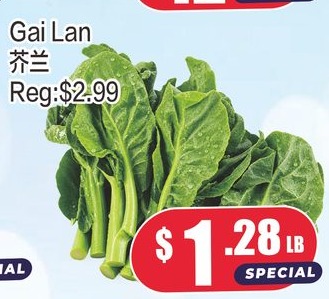 Gai Lan
芥兰
Reg:$2.99
$1.28 LB
SPECIAL